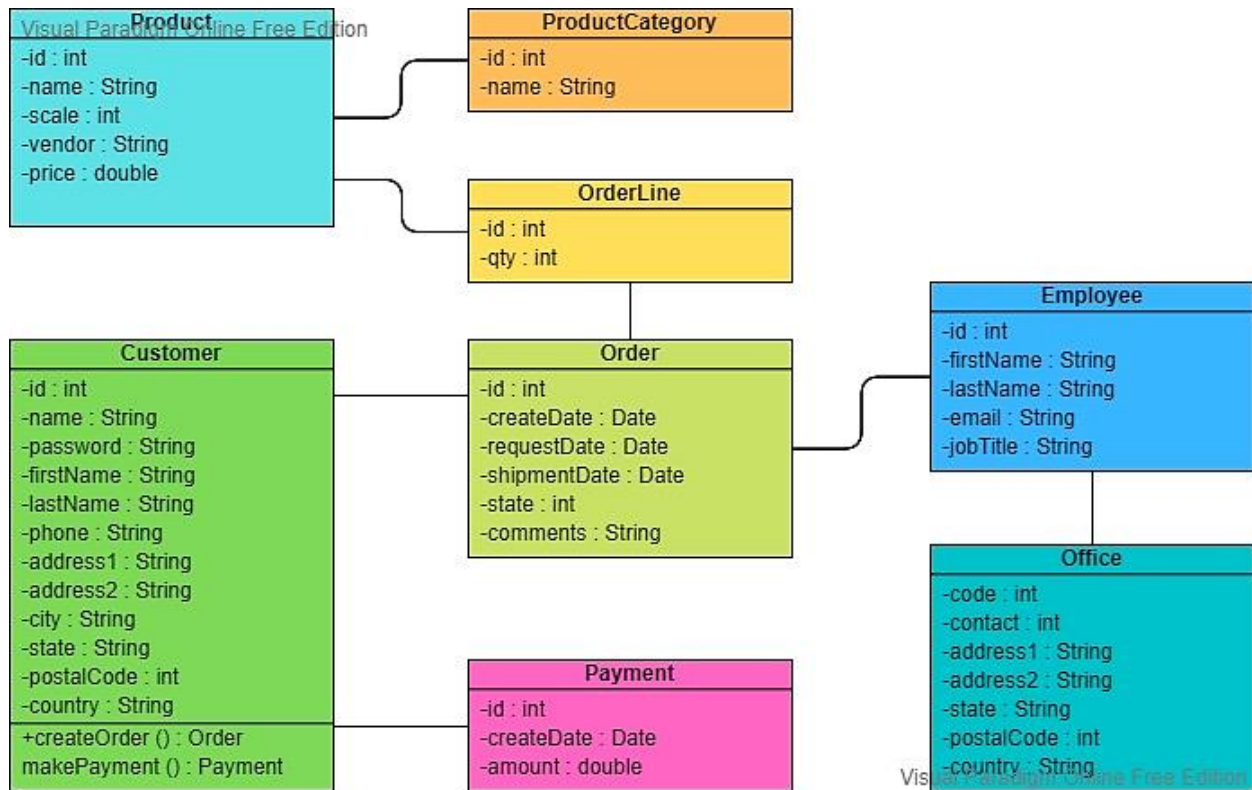 Product
Visual Paradigm Online Free Edition
-id : int
-name : String
-scale : int
-vendor : String
-price : double
ProductCategory
-id : int
-name : String
OrderLine
-id : int
-qty : int
Customer
-id : int
-name : String
-password : String
-firstName : String
-lastName : String
-phone : String
-address1 : String
-address2 : String
-city : String
-state : String
-postalCode : int
-country : String
+createOrder () : Order
makePayment () : Payment
Order
-id : int
-createDate : Date
-requestDate : Date
-shipmentDate : Date
-state : int
-comments : String
Payment
-id : int
-createDate : Date
-amount : double
Employee
-id : int
-firstName : String
-lastName : String
-email : String
-jobTitle : String
Office
-code : int
-contact : int
-address1 : String
-address2 : String
-state : String
-postalCode : int
-country : String
Visual Paradigm Online Free Edition